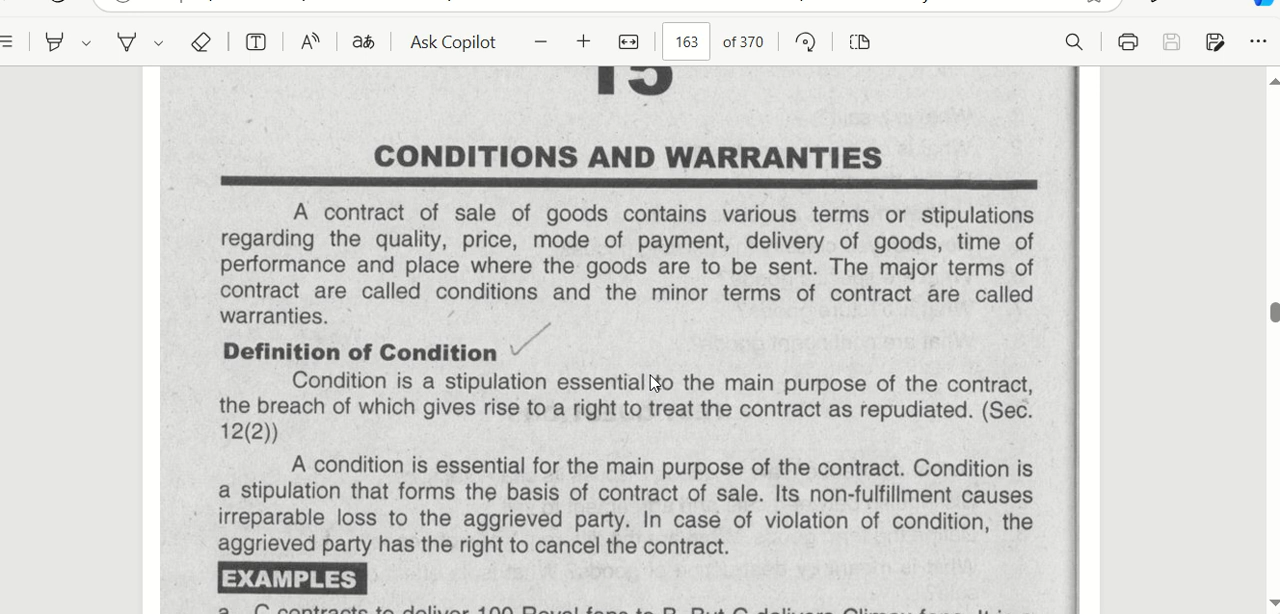 Ask Copilot 163 of 370
15
CONDITIONS AND WARRANTIES
A contract of sale of goods contains various terms or stipulations
regarding the quality, price, mode of payment, delivery of goods, time of
performance and place where the goods are to be sent. The major terms of
contract are called conditions and the minor terms of contract are called
warranties.
Definition of Condition
Condition is a stipulation essential to the main purpose of the contract,
the breach of which gives rise to a right to treat the contract as repudiated. (Sec.
12(2))
A condition is essential for the main purpose of the contract. Condition is
a stipulation that forms the basis of contract of sale. Its non-fulfillment causes
irreparable loss to the aggrieved party. In case of violation of condition, the
aggrieved party has the right to cancel the contract.
EXAMPLES